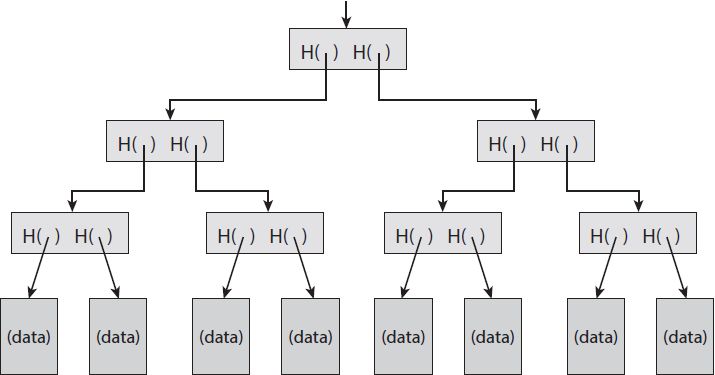 H( ) H( )
H( ) H( ) H( ) H( )
H( ) H( ) H( ) H( ) H( ) H( ) H( ) H( )
(data) (data) (data) (data) (data) (data) (data) (data)